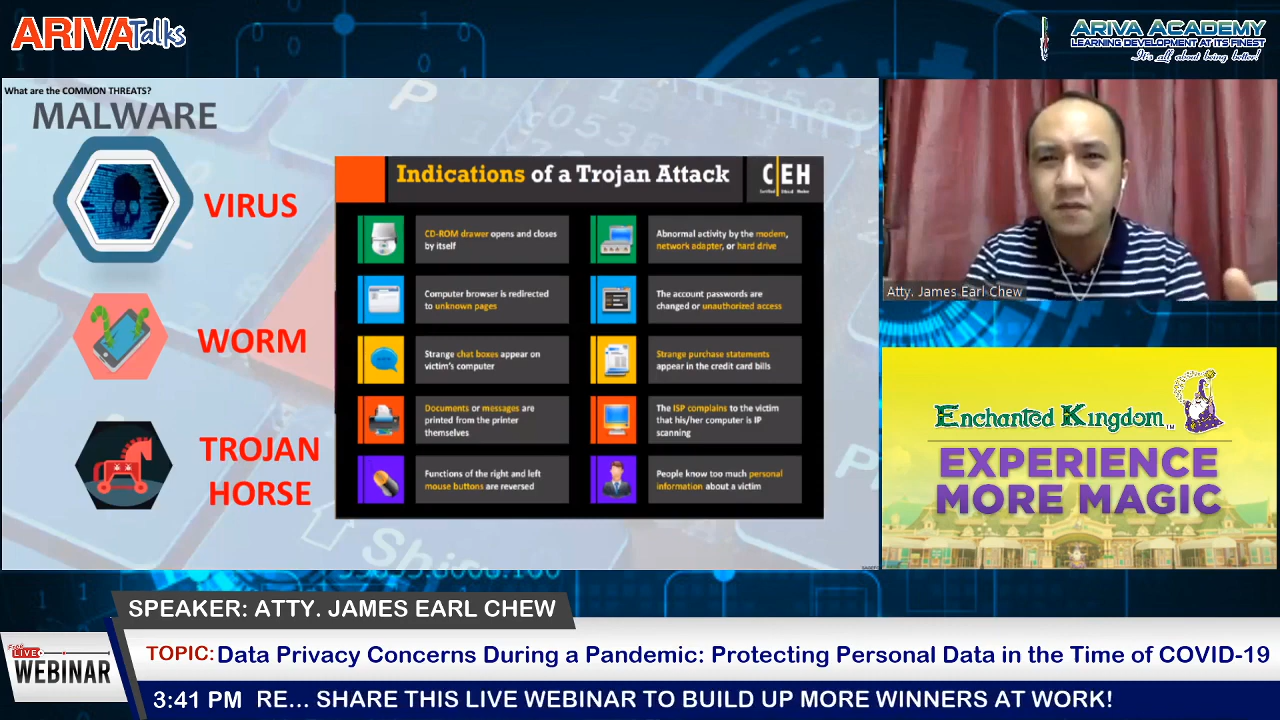 ARIVATalks
ARIVA ACADEMY
LEARNING DEVELOPMENT AT ITS FINEST
It's all about being better!
What are the COMMON THREATS?
MALWARE
VIRUS
WORM
TROJAN
HORSE
Indications of a Trojan Attack
CEH
Certified Ethical Hacker
CD-ROM drawer opens and closes
by itself
Abnormal activity by the modem,
network adapter, or hard drive
Computer browser is redirected
to unknown pages
The account passwords are
changed or unauthorized access
Strange chat boxes appear on
victim's computer
Strange purchase statements
appear in the credit card bills
Documents or messages are
printed from the printer
themselves
The ISP complains to the victim
that his/her computer is IP
scanning
Functions of the right and left
mouse buttons are reversed
People know too much personal
information about a victim
Shift
Atty. James Earl Chew
Enchanted Kingdom™
EXPERIENCE
MORE MAGIC
SPEAKER: ATTY. JAMES EARL CHEW
Free
LIVE
WEBINAR
TOPIC: Data Privacy Concerns During a Pandemic: Protecting Personal Data in the Time of COVID-19
3:41 PM RE... SHARE THIS LIVE WEBINAR TO BUILD UP MORE WINNERS AT WORK!